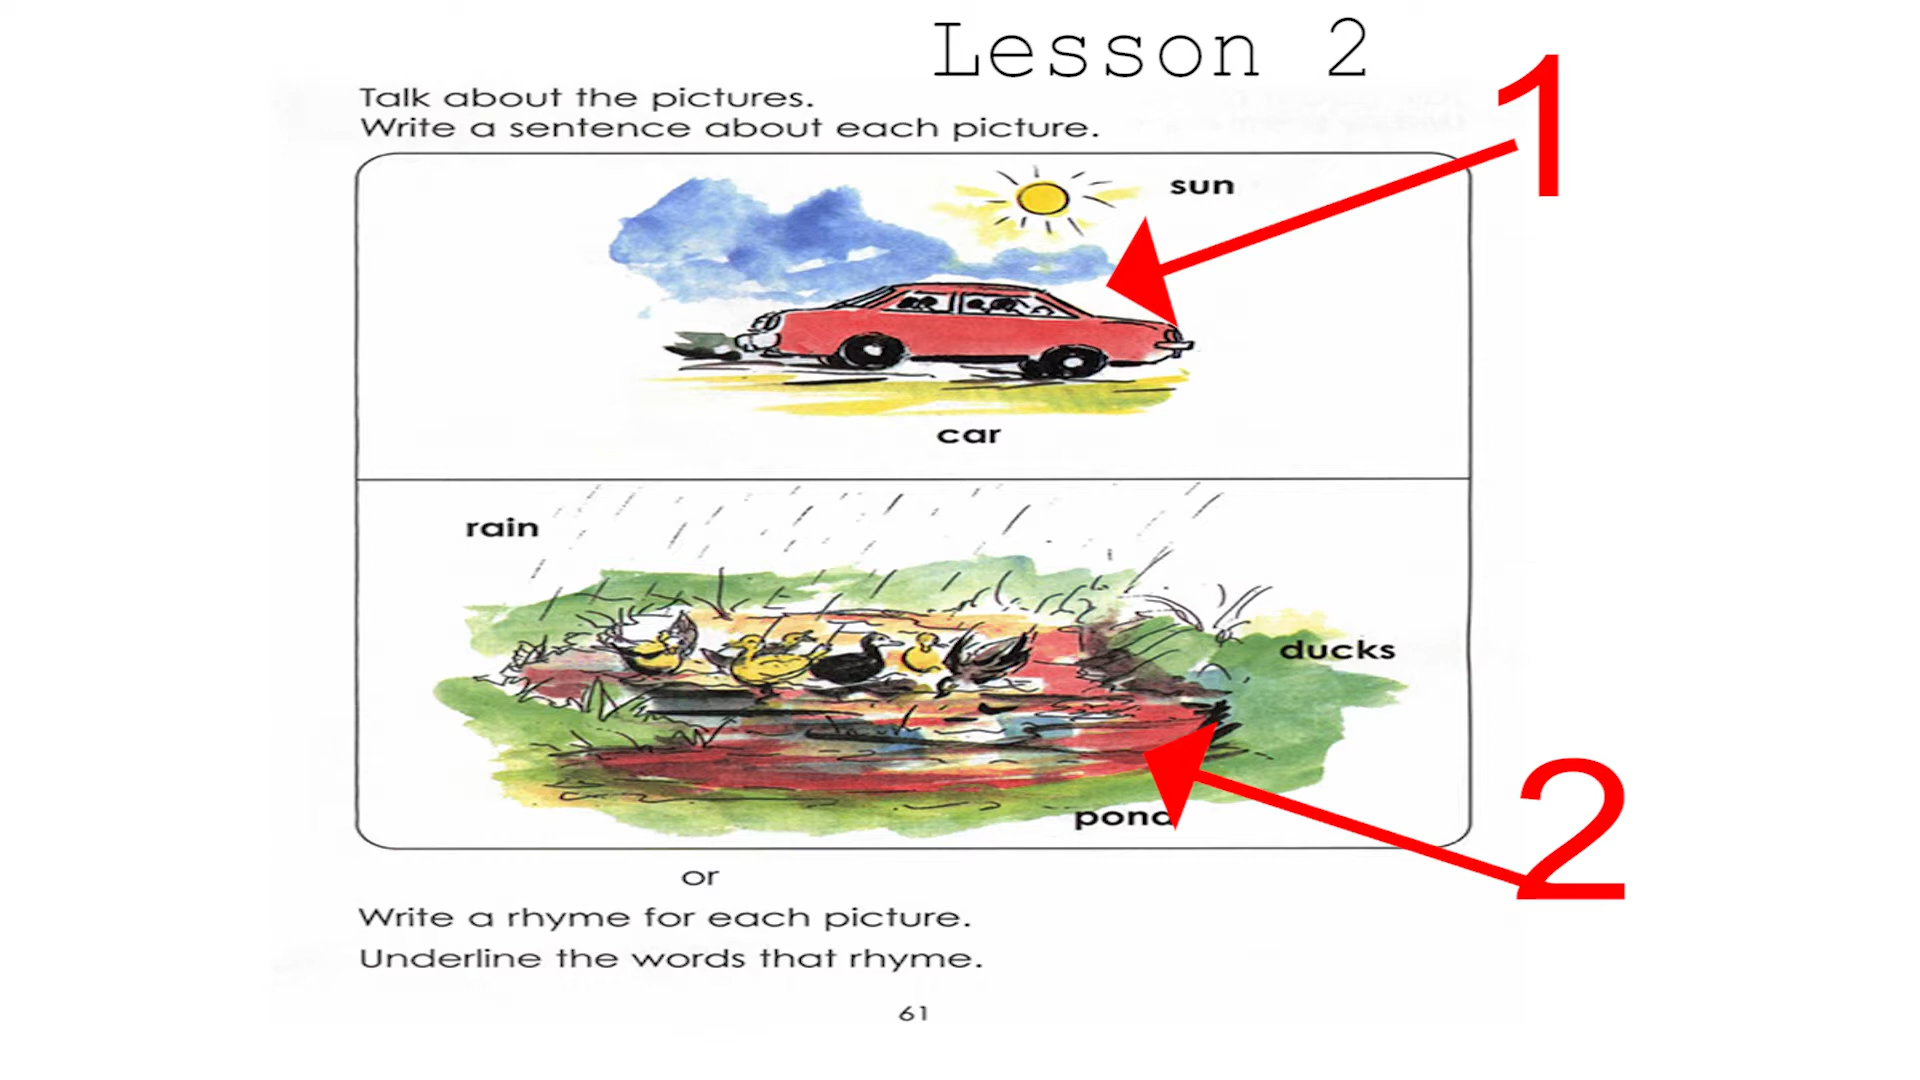 Lesson 2
1
Talk about the pictures.
Write a sentence about each picture.
sun
car
rain
ducks
pond
2
or
Write a rhyme for each picture.
Underline the words that rhyme.
61